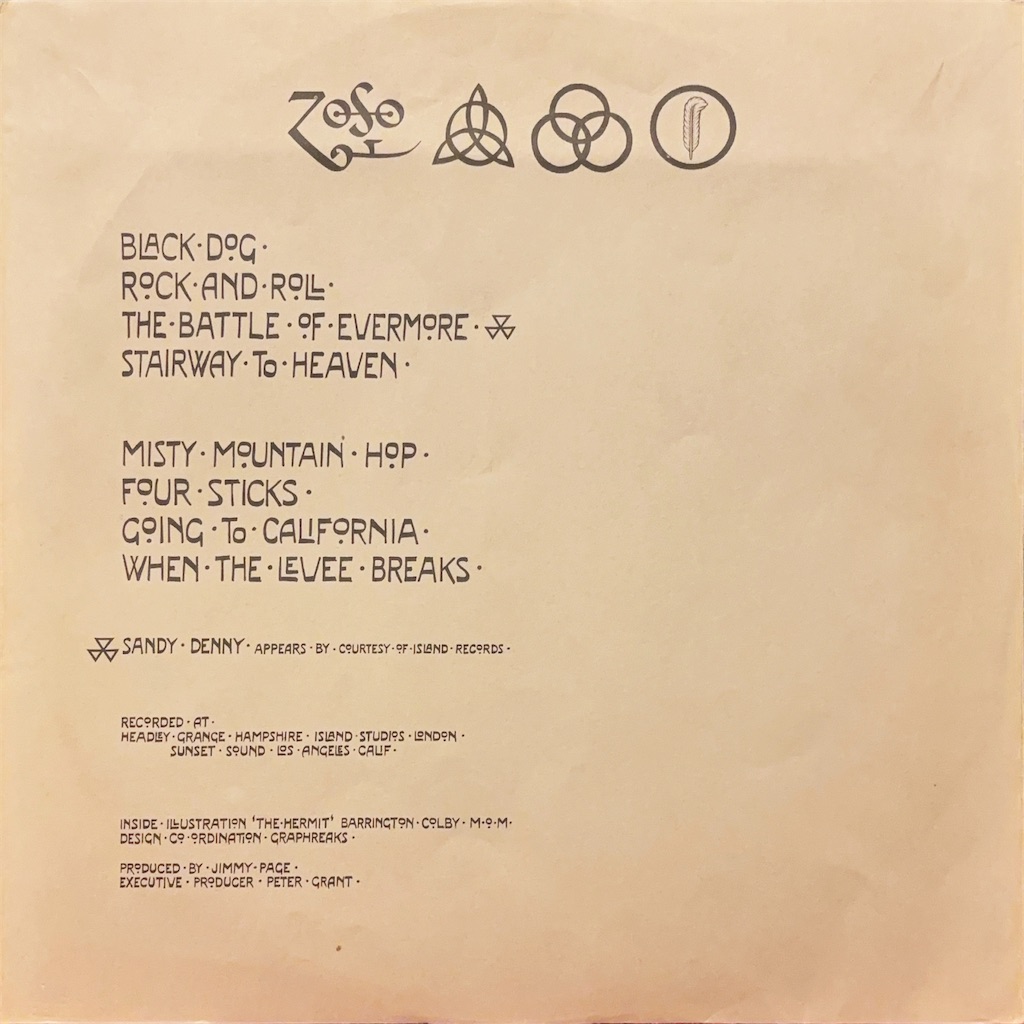 ZOSO
BLACK·DOG·
ROCK·AND·ROLL·
THE·BATTLE·OF·EVERMORE·
STAIRWAY·To·HEAVEN·
MISTY·MOUNTAIN·HOP·
FOUR·STICKS·
GOING·To·CALIFORNIA·
WHEN·THE·LEVEE·BREAKS·
SANDY·DENNY·APPEARS·BY·COURTESY·OF·ISLAND·RECORDS·
RECORDED·AT·
HEADLEY·GRANGE·HAMPSHIRE·ISLAND·STUDIOS·LONDON·
SUNSET·SOUND·LOS·ANGELES·CALIF·
INSIDE·ILLUSTRATION 'THE·HERMIT' BARRINGTON·COLBY·M·O·M·
DESIGN·CO·ORDINATION·GRAPHREAKS·
PRODUCED·BY·JIMMY·PAGE·
EXECUTIVE·PRODUCER·PETER·GRANT·